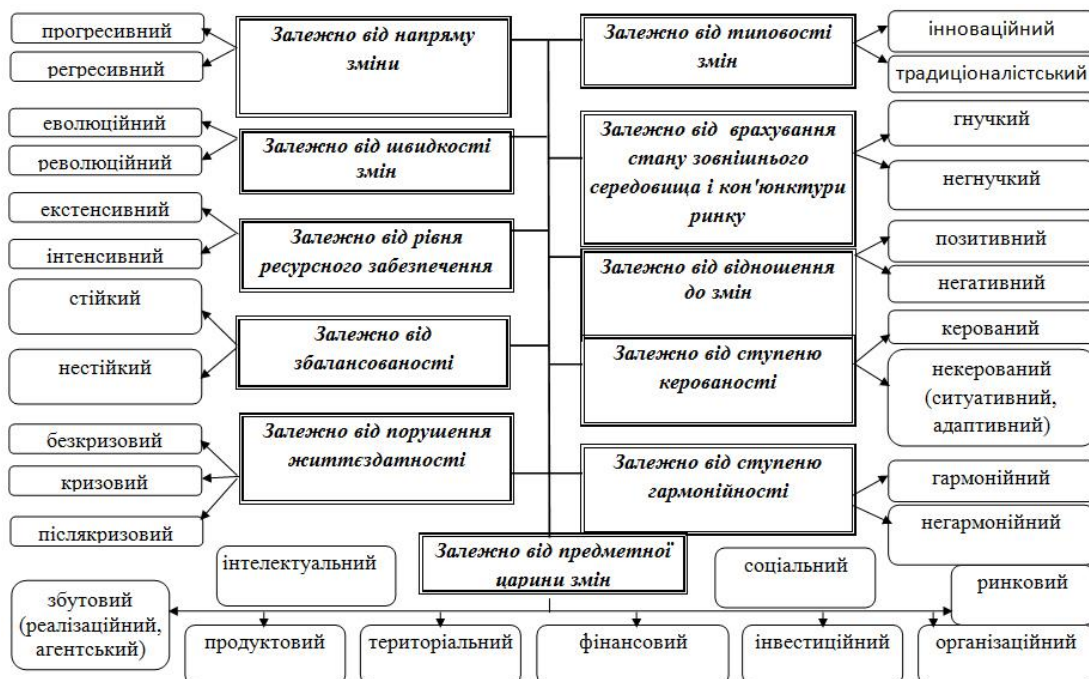 прогресивний
регресивний
Залежно від напряму
зміни
еволюційний
революційний
Залежно від швидкості
змін
екстенсивний
інтенсивний
Залежно від рівня
ресурсного забезпечення
стійкий
нестійкий
Залежно від
збалансованості
безкризовий
кризовий
післякризовий
Залежно від порушення
життєздатності
Залежно від типовості
змін
інноваційний
традиціоналістський
Залежно від врахування
стану зовнішнього
середовища і кон'юнктури
ринку
гнучкий
негнучкий
Залежно від відношення
до змін
позитивний
негативний
Залежно від ступеню
керованості
керований
некерований
(ситуативний,
адаптивний)
Залежно від ступеню
гармонійності
гармонійний
негармонійний
Залежно від предметної
царини змін
інтелектуальний
соціальний
ринковий
збутовий
(реалізаційний,
агентський)
продуктовий
територіальний
фінансовий
інвестиційний
організаційний